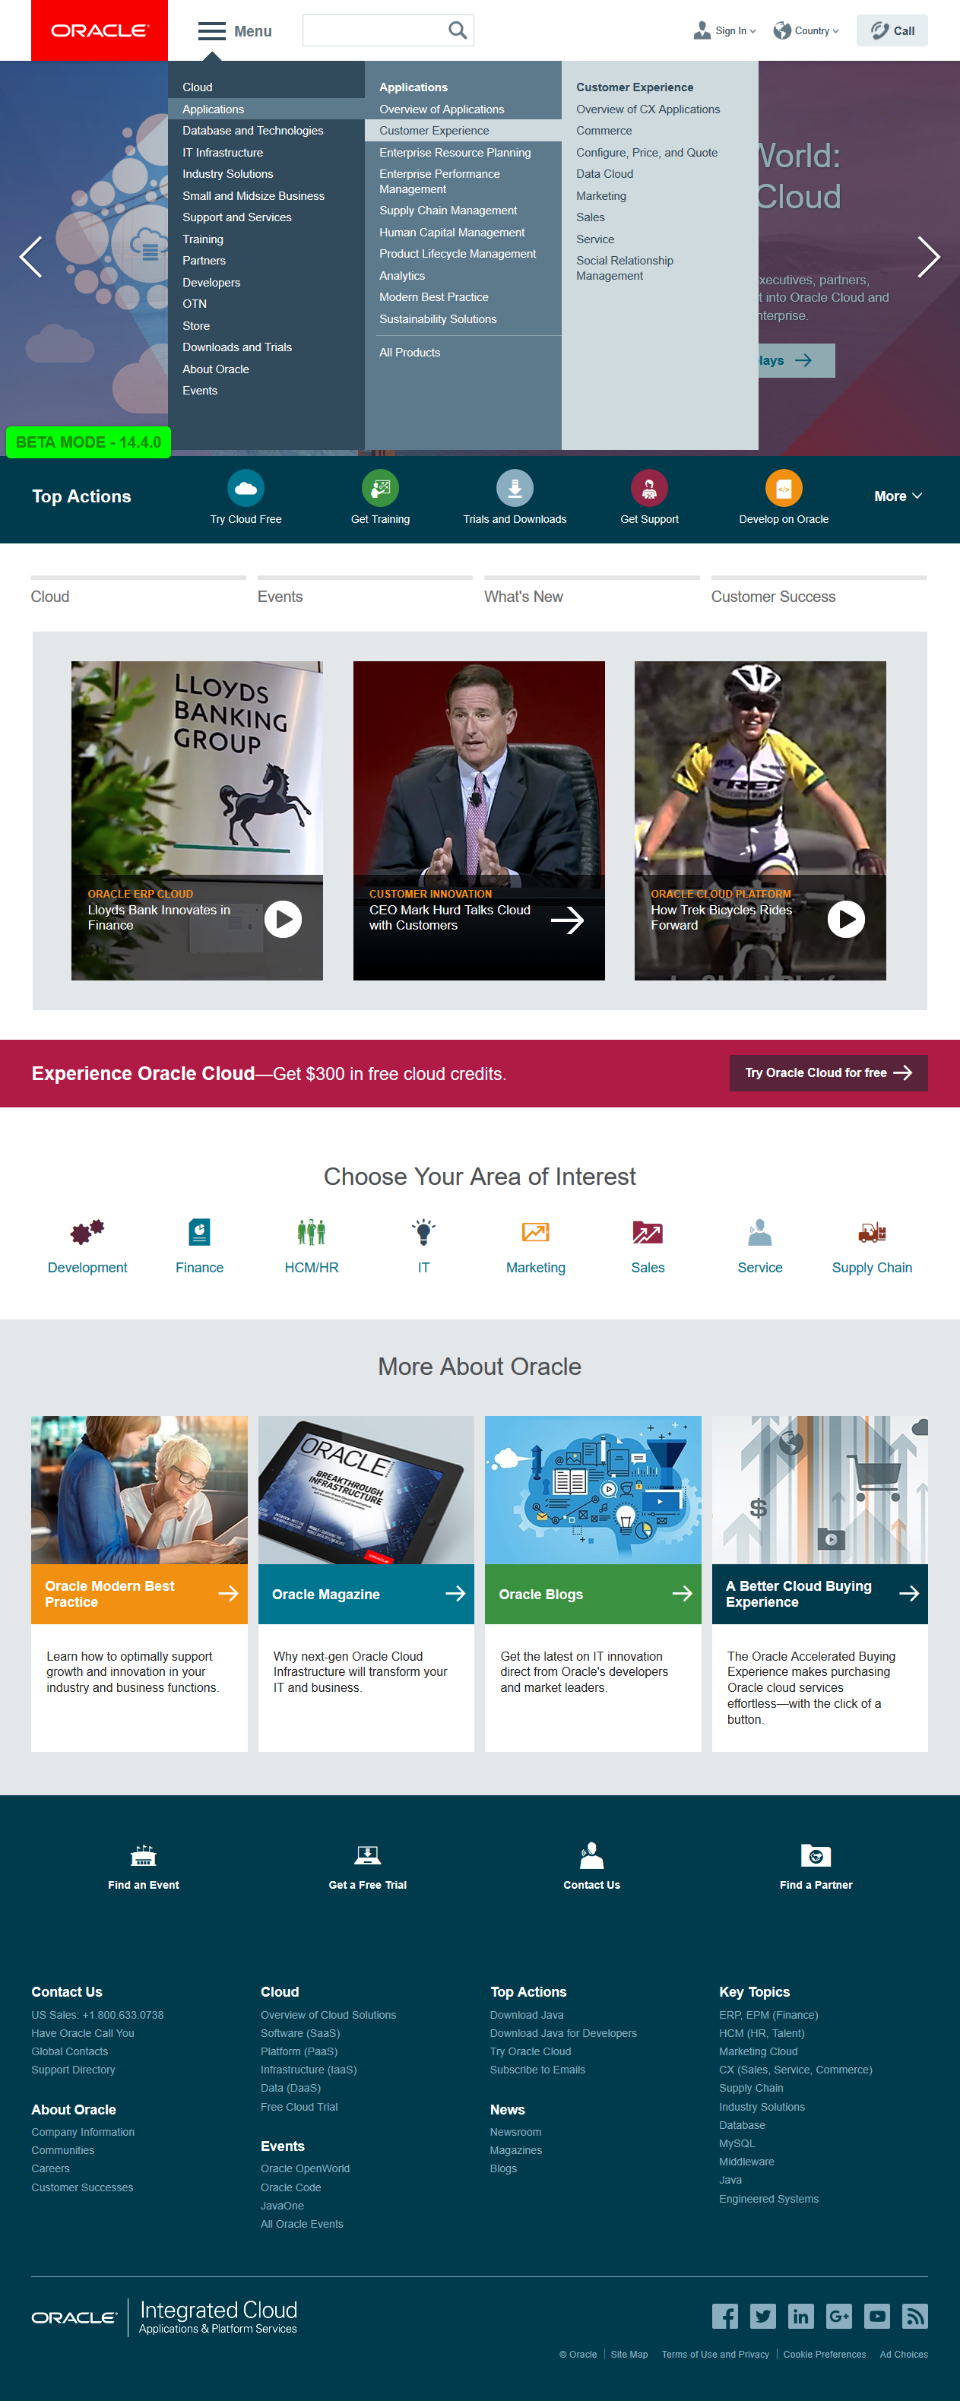 ORACLE
Menu
Sign In
Country
Call
Cloud
Applications
Database and Technologies
IT Infrastructure
Industry Solutions
Small and Midsize Business
Support and Services
Training
Partners
Developers
OTN
Store
Downloads and Trials
About Oracle
Events
Applications
Overview of Applications
Customer Experience
Enterprise Resource Planning
Enterprise Performance
Management
Supply Chain Management
Human Capital Management
Product Lifecycle Management
Analytics
Modern Best Practice
Sustainability Solutions
All Products
Customer Experience
Overview of CX Applications
Commerce
Configure, Price, and Quote
Data Cloud
Marketing
Sales
Service
Social Relationship
Management
World:
Cloud
xecutives, partners,
t into Oracle Cloud and
nterprise.
lays
BETA MODE - 14.4.0
Top Actions
Try Cloud Free
Get Training
Trials and Downloads
Get Support
Develop on Oracle
More
Cloud
Events
What's New
Customer Success
LLOYDS
BANKING
GROUP
ORACLE ERP CLOUD
Lloyds Bank Innovates in
Finance
CUSTOMER INNOVATION
CEO Mark Hurd Talks Cloud
with Customers
TREK
ORACLE CLOUD PLATFORM
How Trek Bicycles Rides
Forward
Experience Oracle Cloud—Get $300 in free cloud credits.
Try Oracle Cloud for free
Choose Your Area of Interest
Development
Finance
HCM/HR
IT
Marketing
Sales
Service
Supply Chain
More About Oracle
ORACLE
BREAKTHROUGH
INFRASTRUCTURE
$
Oracle Modern Best
Practice
Oracle Magazine
Oracle Blogs
A Better Cloud Buying
Experience
Learn how to optimally support
growth and innovation in your
industry and business functions.
Why next-gen Oracle Cloud
Infrastructure will transform your
IT and business.
Get the latest on IT innovation
direct from Oracle's developers
and market leaders.
The Oracle Accelerated Buying
Experience makes purchasing
Oracle cloud services
effortless—with the click of a
button.
Find an Event
Get a Free Trial
Contact Us
Find a Partner
Contact Us
US Sales: +1.800.633.0738
Have Oracle Call You
Global Contacts
Support Directory
About Oracle
Company Information
Communities
Careers
Customer Successes
Cloud
Overview of Cloud Solutions
Software (SaaS)
Platform (PaaS)
Infrastructure (IaaS)
Data (DaaS)
Free Cloud Trial
Events
Oracle OpenWorld
Oracle Code
JavaOne
All Oracle Events
Top Actions
Download Java
Download Java for Developers
Try Oracle Cloud
Subscribe to Emails
News
Newsroom
Magazines
Blogs
Key Topics
ERP, EPM (Finance)
HCM (HR, Talent)
Marketing Cloud
CX (Sales, Service, Commerce)
Supply Chain
Industry Solutions
Database
MySQL
Middleware
Java
Engineered Systems
ORACLE
Integrated Cloud
Applications & Platform Services
© Oracle
Site Map
Terms of Use and Privacy
Cookie Preferences
Ad Choices